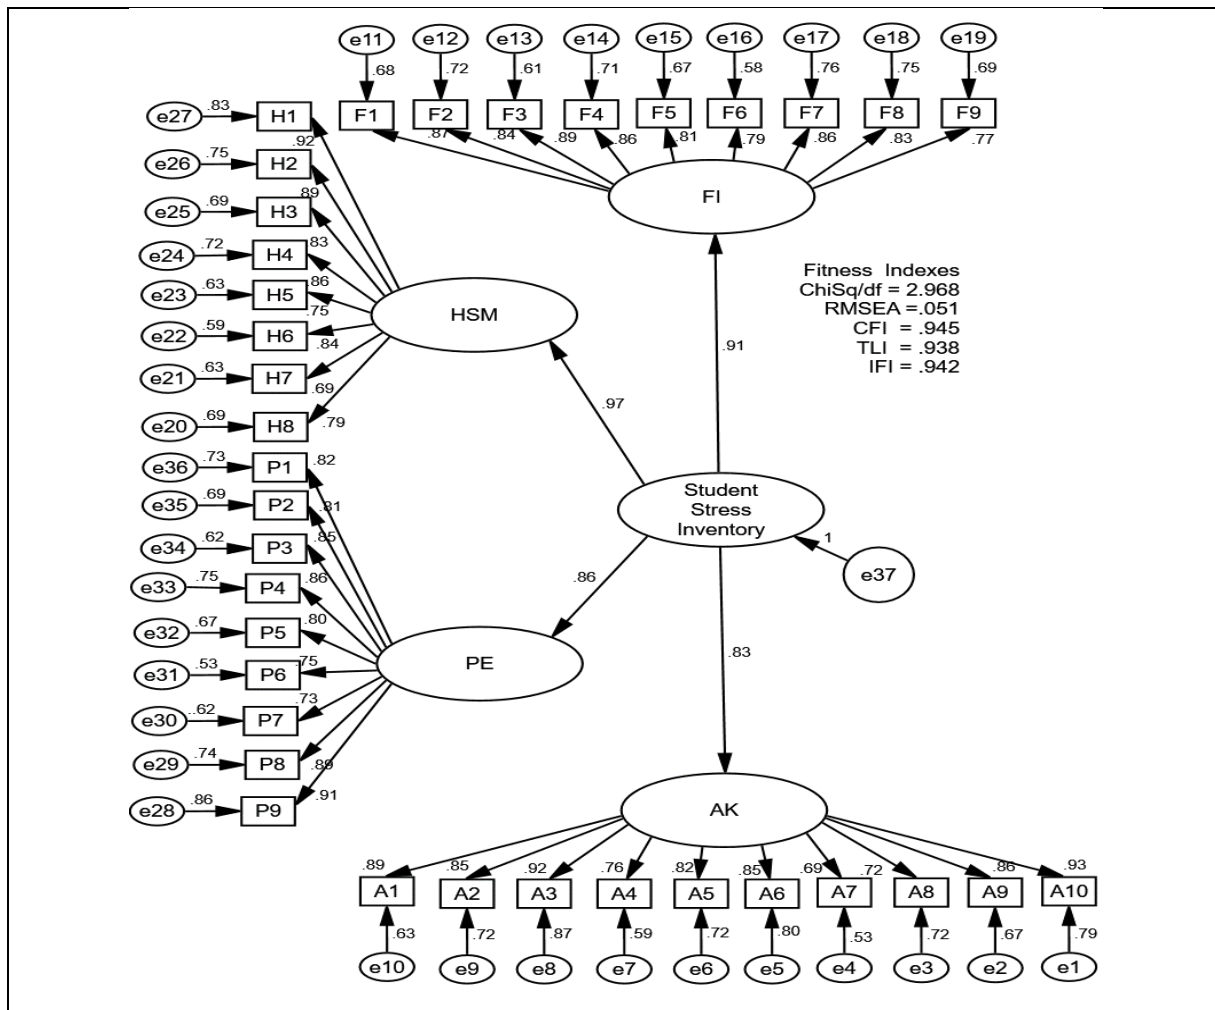 e11 e12 e13 e14 e15 e16 e17 e18 e19
.68 .72 .61 .71 .67 .58 .76 .75 .69
F1 F2 F3 F4 F5 F6 F7 F8 F9
.87 .84 .89 .86 .81 .79 .86 .83 .77
FI
e27 .83 H1 .92
e26 .75 H2
.89
e25 .69 H3
e24 .72 H4 .83
e23 .63 H5 .86
.75
e22 .59 H6 .84
e21 .63 H7
.69
e20 .69 H8 .79
HSM
Fitness Indexes
ChiSq/df = 2.968
RMSEA =.051
CFI = .945
TLI = .938
IFI = .942
.91
.97
Student
Stress
Inventory
1
e37
.86
.83
e36 .73 P1 .82
e35 .69 P2 .81
e34 .62 P3 .85
e33 .75 P4 .86
e32 .67 P5 .80
e31 .53 P6 .75
e30 ..62 P7 .73
e29 .74 P8 .89
e28 .86 P9 .91
PE
AK
.89 .85 .92 .76 .82 .85 .69 .72 .86 .93
A1 A2 A3 A4 A5 A6 A7 A8 A9 A10
.63 .72 .87 .59 .72 .80 .53 .72 .67 .79
e10 e9 e8 e7 e6 e5 e4 e3 e2 e1